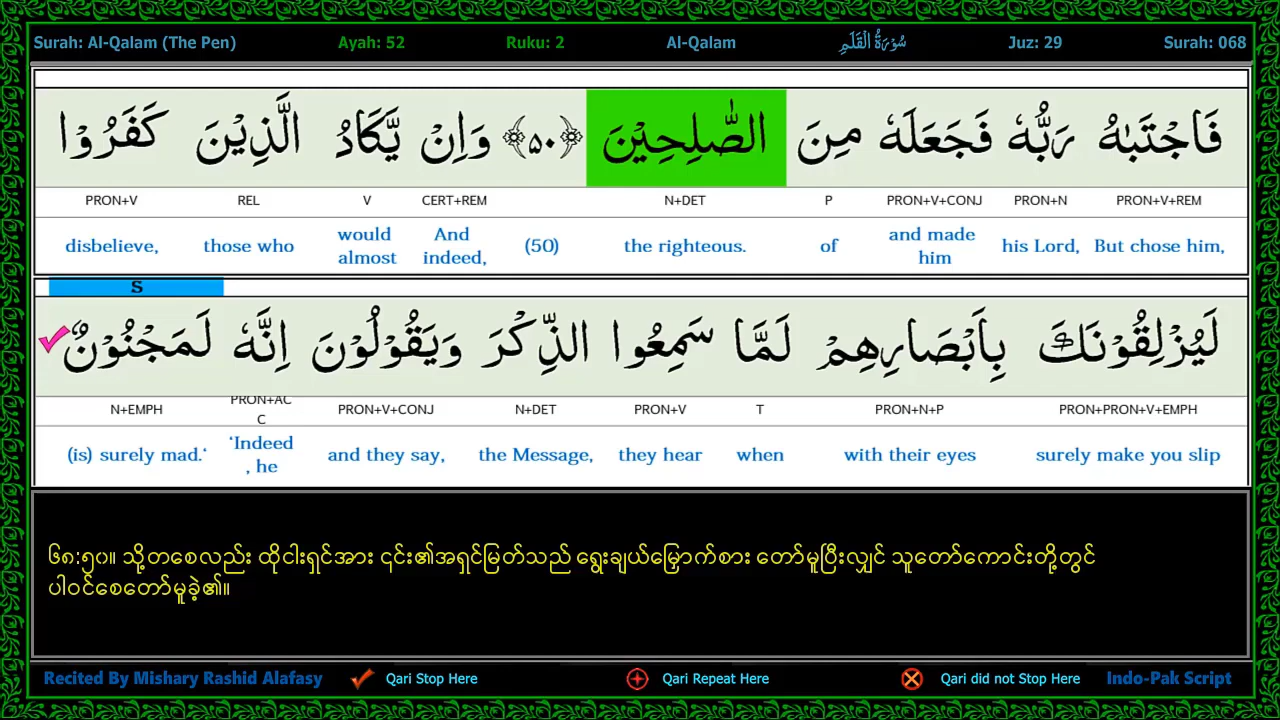 Surah: Al-Qalam (The Pen) Ayah: 52 Ruku: 2 Al-Qalam سُوْرَةُ الْقَلَمِ Juz: 29 Surah: 068
فَاجْتَبٰىهُ رَبُّهٗ فَجَعَلَهٗ مِنَ الصّٰلِحِيْنَ ﴿۵۰﴾ وَاِنْ يَّكَادُ الَّذِيْنَ كَفَرُوْا
PRON+V REL V CERT+REM N+DET P PRON+V+CONJ PRON+N PRON+V+REM
disbelieve, those who would almost And indeed, (50) the righteous. of and made him his Lord, But chose him,
S
لَيُزْلِقُوْنَكَ بِاَبْصَارِهِمْ لَمَّا سَمِعُوا الذِّكْرَ وَيَقُوْلُوْنَ اِنَّهٗ لَمَجْنُوْنٌ
N+EMPH PRON+ACC PRON+V+CONJ N+DET PRON+V T PRON+N+P PRON+PRON+V+EMPH
(is) surely mad.‘ ‘Indeed, he and they say, the Message, they hear when with their eyes surely make you slip
၆၈:၅၀။ သို့တစေလည်း ထိုငါးရှင်အား ၎င်း၏အရှင်မြတ်သည် ရွေးချယ်မြှောက်စား တော်မူပြီးလျှင် သူတော်ကောင်းတို့တွင်
ပါဝင်စေတော်မူခဲ့၏။
Recited By Mishary Rashid Alafasy Qari Stop Here Qari Repeat Here Qari did not Stop Here Indo-Pak Script